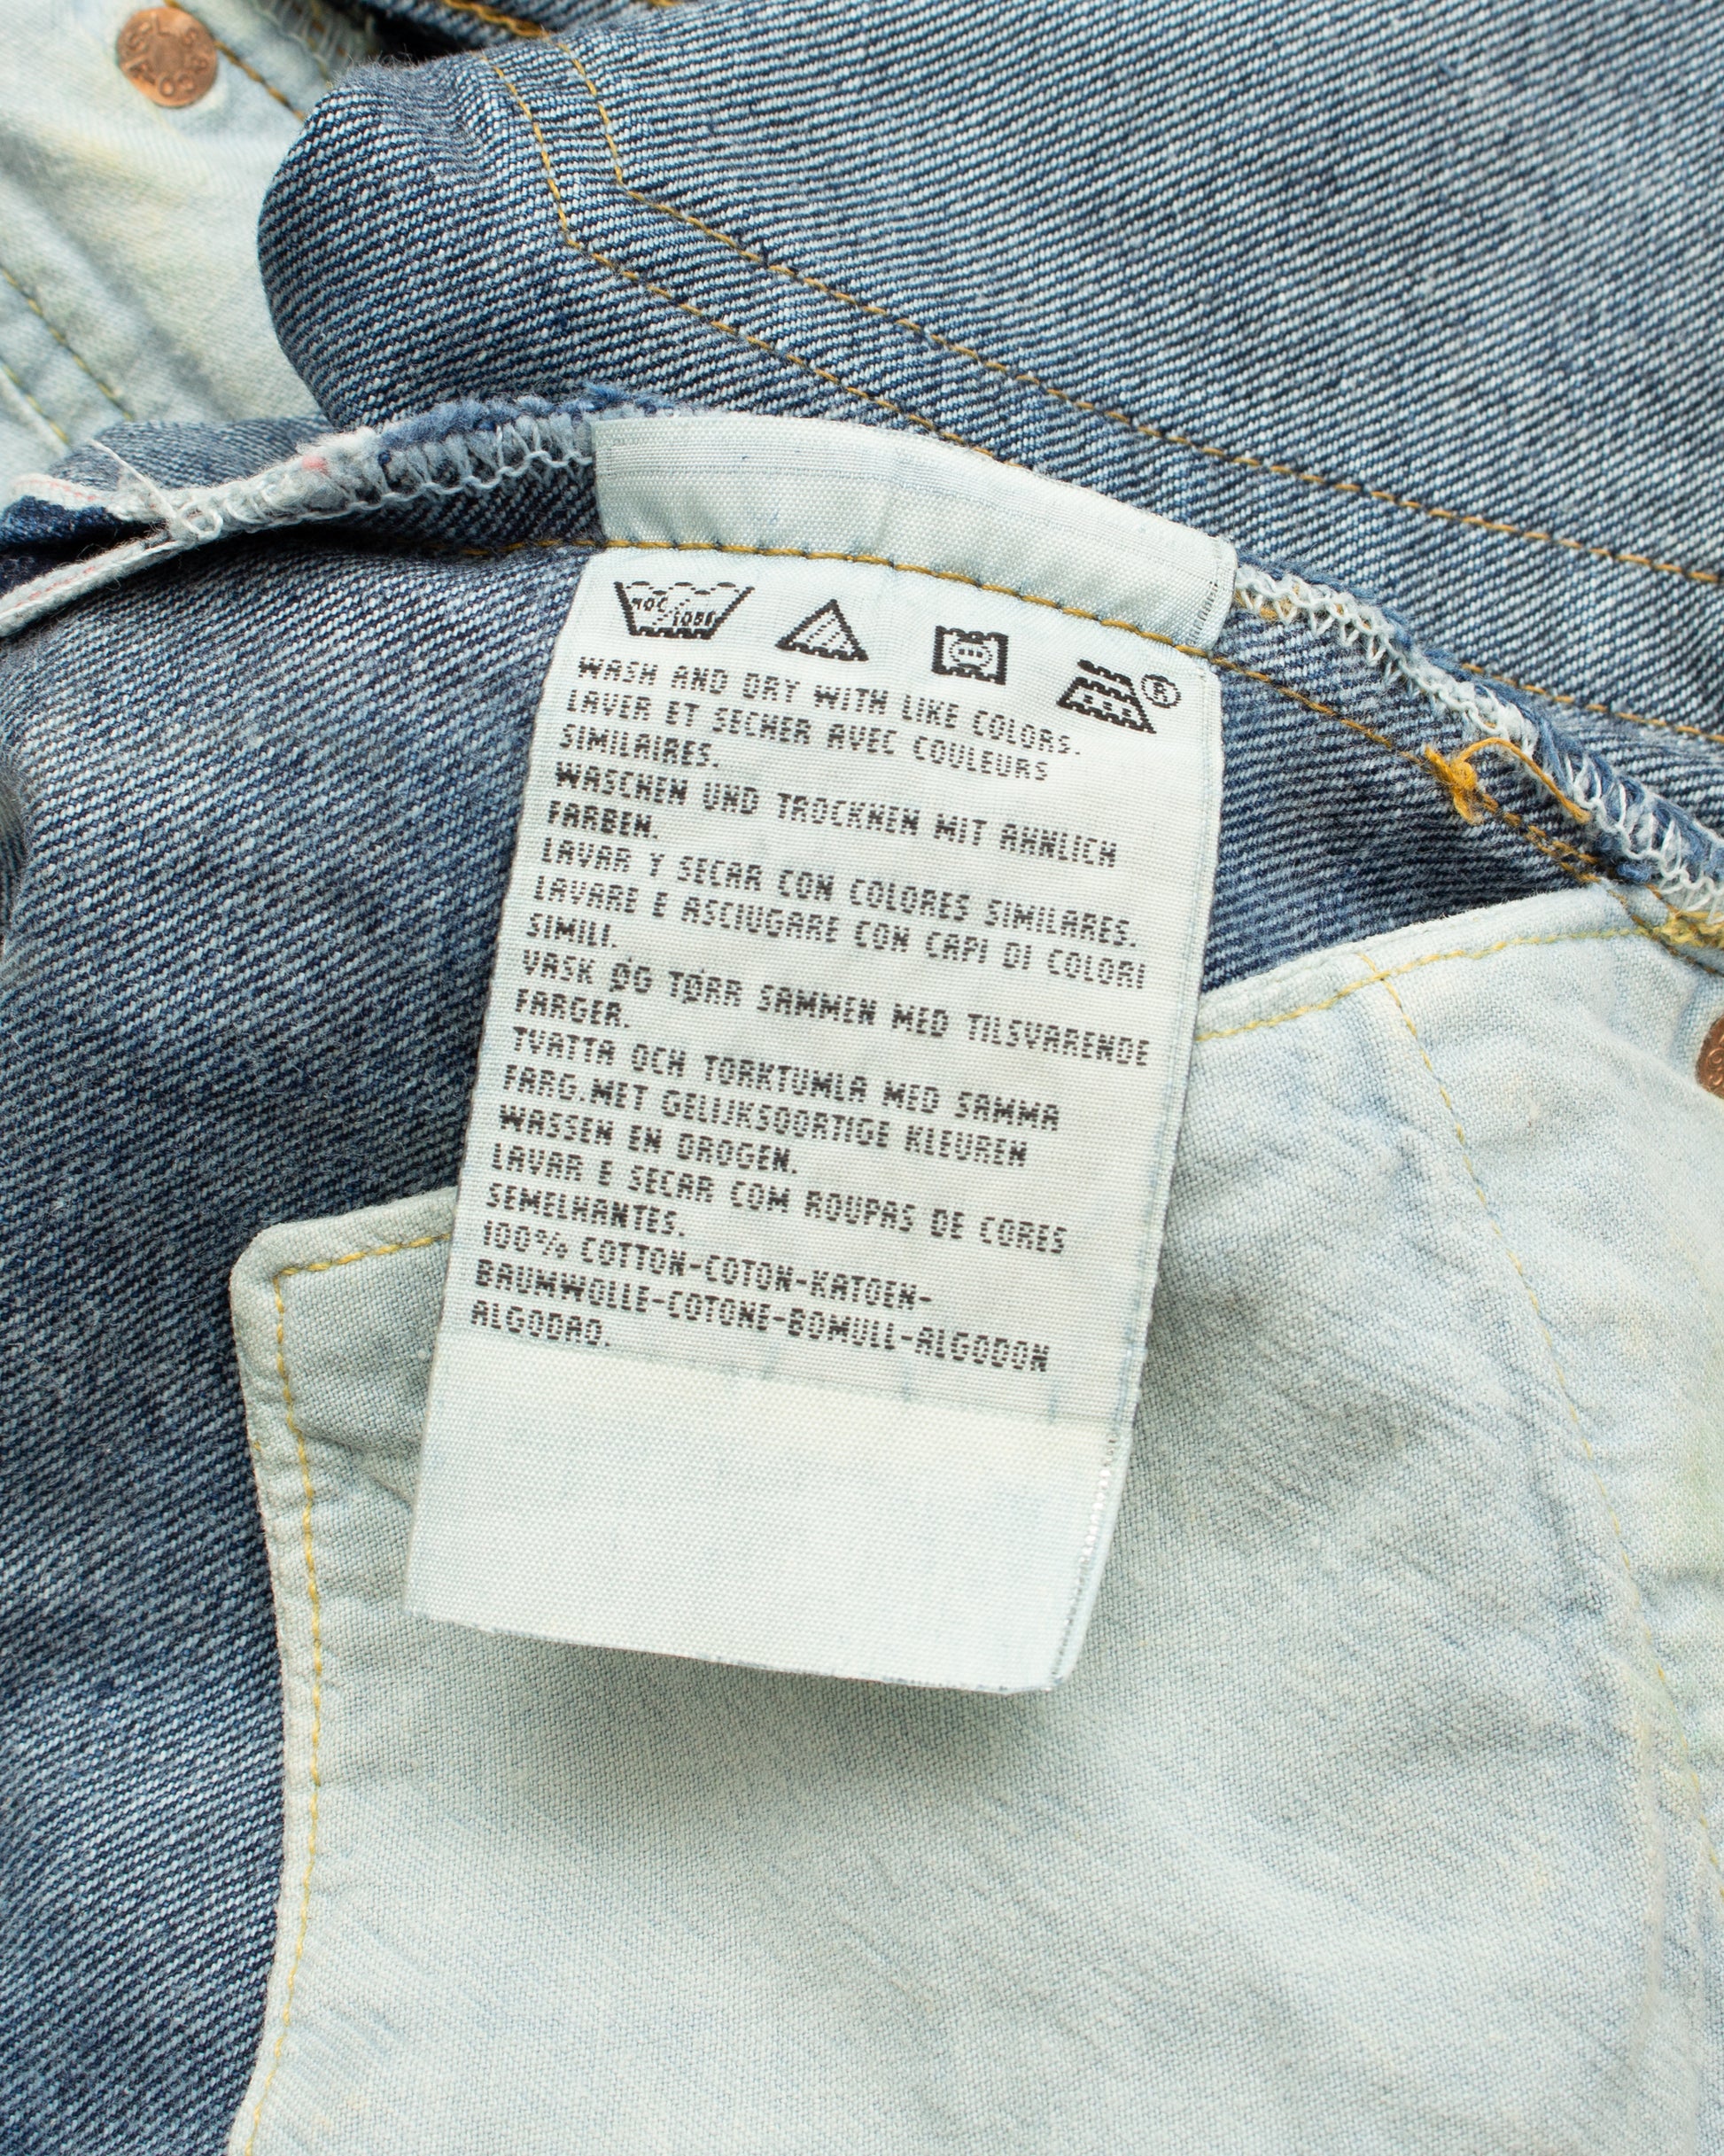 40C/105F
®
WASH AND DRY WITH LIKE COLORS.
LAVER ET SECHER AVEC COULEURS
SIMILAIRES.
WASCHEN UND TROCKNEN MIT AHNLICH
FARBEN.
LAVAR Y SECAR CON COLORES SIMILARES.
LAVARE E ASCIUGARE CON CAPI DI COLORI
SIMILI.
VASK ØG TØRR SAMMEN MED TILSVARENDE
FARGER.
TVATTA OCH TORKTUMLA MED SAMMA
FARG.MET GELIJKSOORTIGE KLEUREN
WASSEN EN DROGEN.
LAVAR E SECAR COM ROUPAS DE CORES
SEMELHANTES.
100% COTTON-COTON-KATOEN-
BAUMWOLLE-COTONE-BOMULL-ALGODON
ALGODAO.